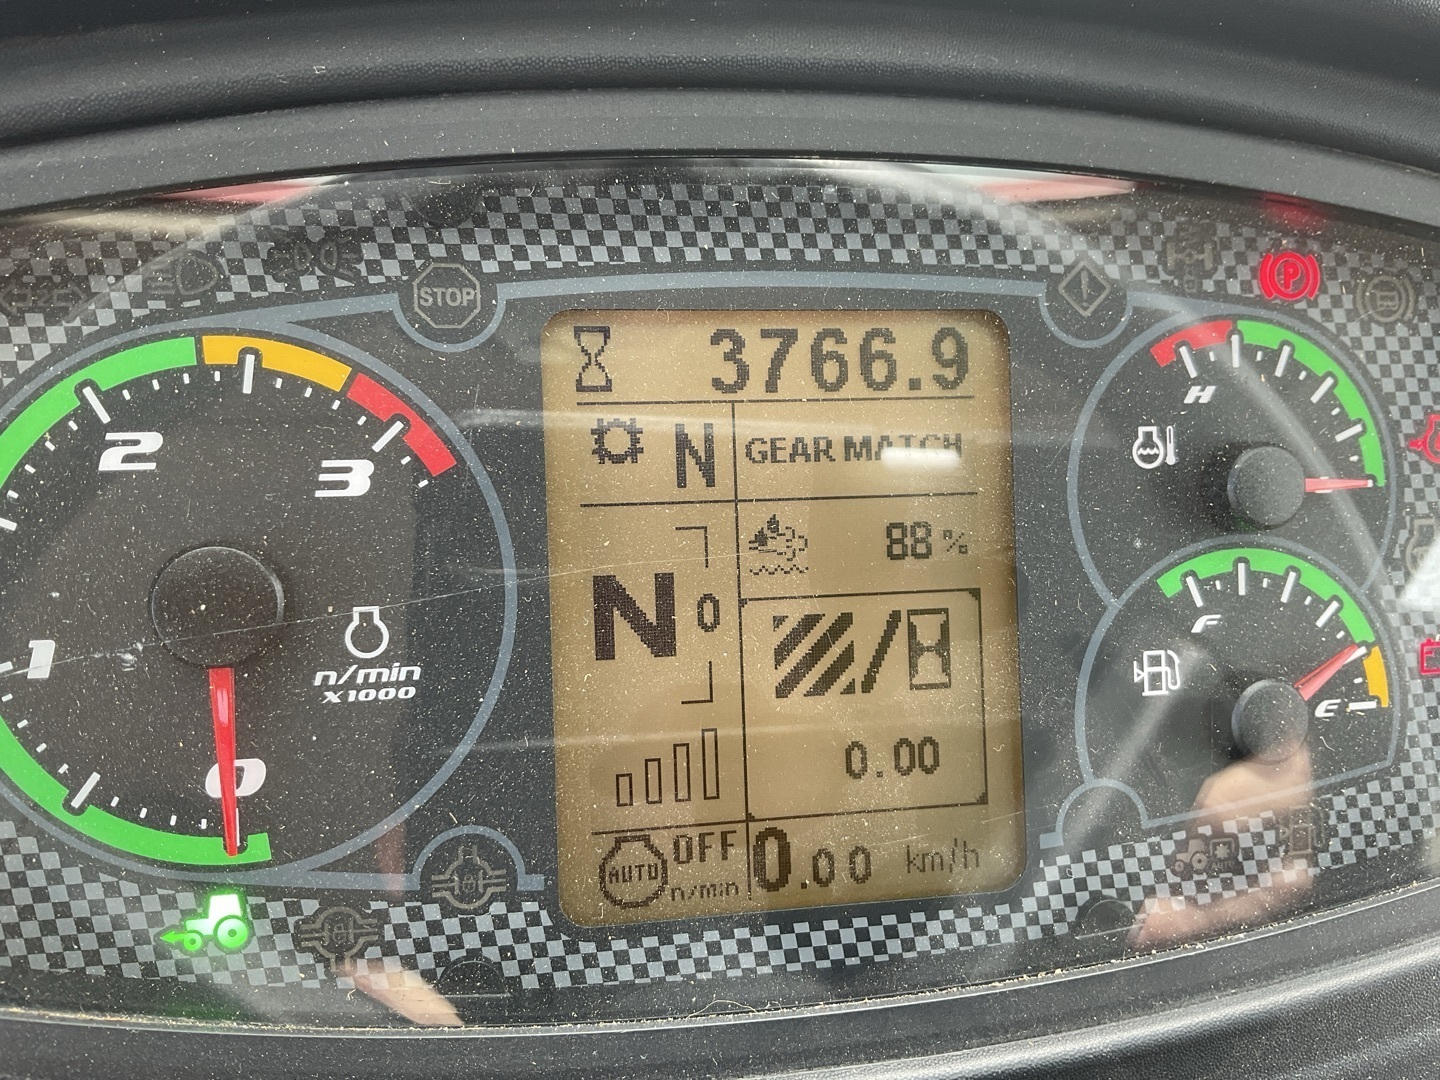 STOP
!
P
3766.9
N
GEAR MATCH
88 %
N
0
0.00
AUTO
OFF
n/min
0.00 km/h
1
2
3
0
n/min
X1000
H
F
E